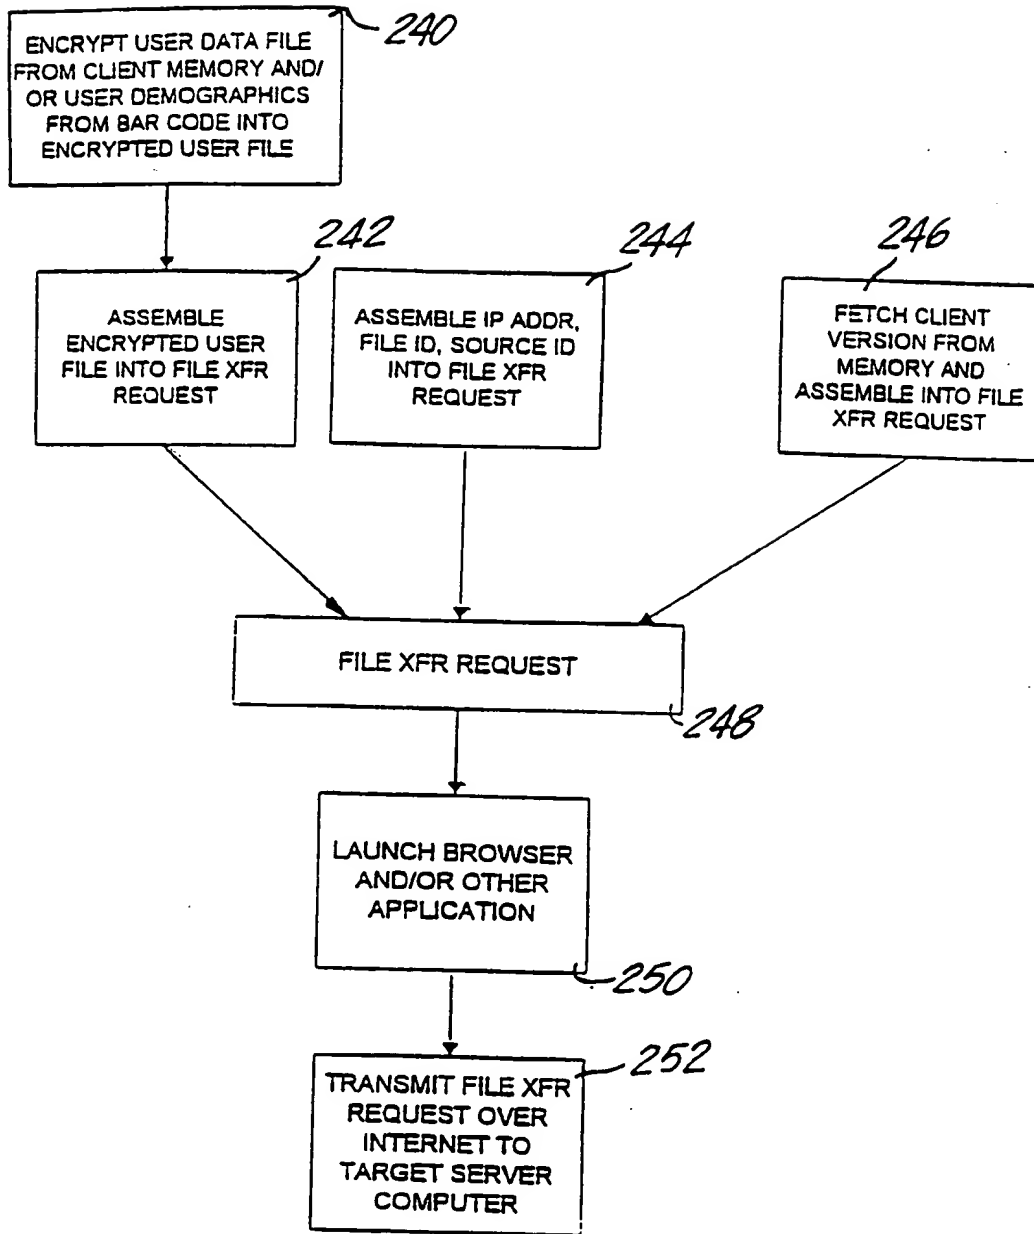 240
ENCRYPT USER DATA FILE
FROM CLIENT MEMORY AND/
OR USER DEMOGRAPHICS
FROM BAR CODE INTO
ENCRYPTED USER FILE
242
ASSEMBLE
ENCRYPTED USER
FILE INTO FILE XFR
REQUEST
244
ASSEMBLE IP ADDR,
FILE ID, SOURCE ID
INTO FILE XFR
REQUEST
246
FETCH CLIENT
VERSION FROM
MEMORY AND
ASSEMBLE INTO FILE
XFR REQUEST
FILE XFR REQUEST
248
LAUNCH BROWSER
AND/OR OTHER
APPLICATION
250
252
TRANSMIT FILE XFR
REQUEST OVER
INTERNET TO
TARGET SERVER
COMPUTER